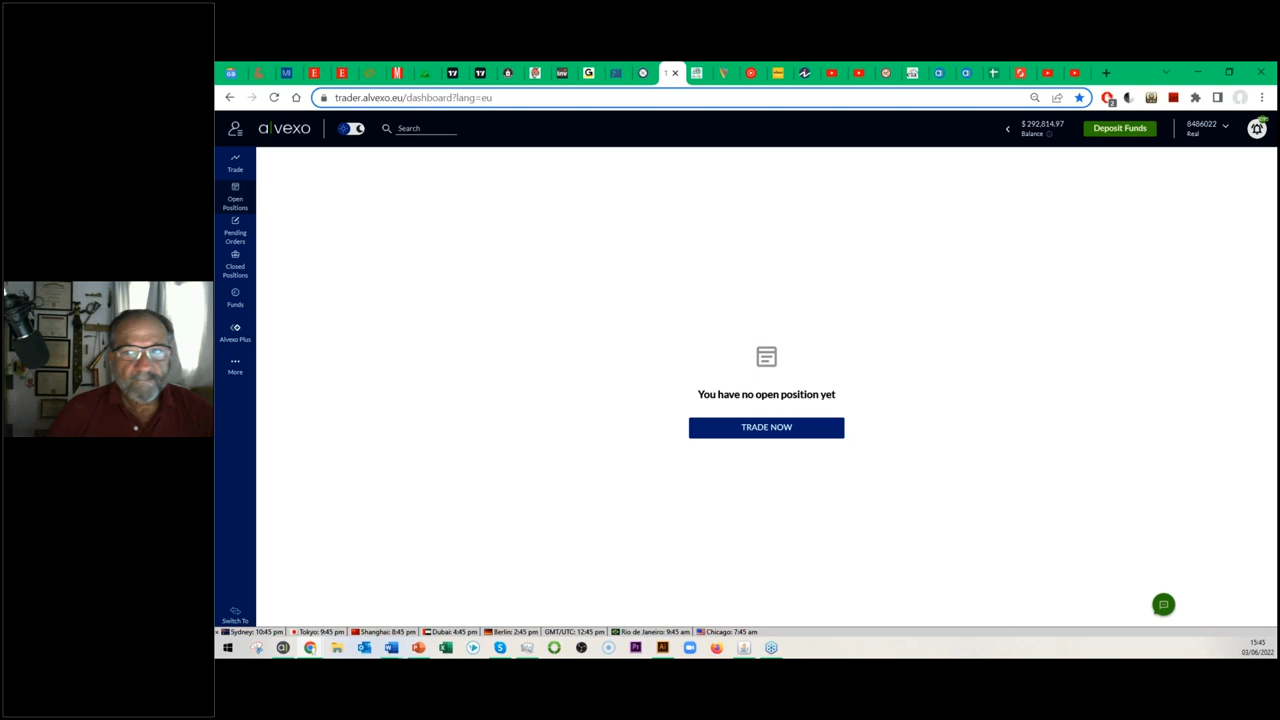 trader.alvexo.eu/dashboard?lang=eu
alvexo
Search
$ 292,814.97
Balance
Deposit Funds
8486022
Real
Trade
Open
Positions
Pending
Orders
Closed
Positions
Funds
Alvexo Plus
More
You have no open position yet
TRADE NOW
Switch To
Sydney: 10:45 pm
Tokyo: 9:45 pm
Shanghai: 8:45 pm
Dubai: 4:45 pm
Berlin: 2:45 pm
GMT/UTC: 12:45 pm
Rio de Janeiro: 9:45 am
Chicago: 7:45 am
15:45
03/06/2022